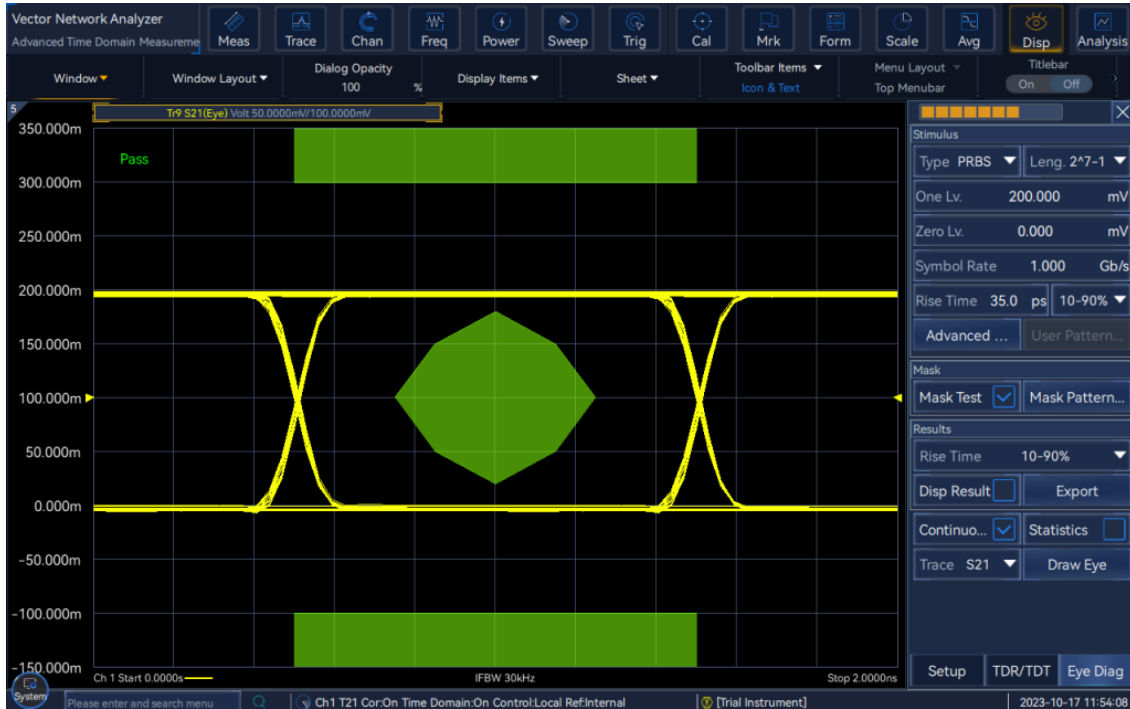 Vector Network Analyzer
Advanced Time Domain Measureme
Meas Trace Chan Freq Power Sweep Trig Cal Mrk Form Scale Avg Disp Analysis
Window Window Layout Dialog Opacity Display Items Sheet Toolbar Items Menu Layout Titlebar
100 % Icon & Text Top Menubar On Off
5
Tr9 S21(Eye) Volt 50.0000mV/100.0000mV
350.000m
Pass
300.000m
250.000m
200.000m
150.000m
100.000m
50.000m
0.000m
-50.000m
-100.000m
-150.000m
Ch 1 Start 0.0000s IFBW 30kHz Stop 2.0000ns
Stimulus
Type PRBS Leng. 2^7-1
One Lv. 200.000 mV
Zero Lv. 0.000 mV
Symbol Rate 1.000 Gb/s
Rise Time 35.0 ps 10-90%
Advanced ... User Pattern...
Mask
Mask Test Mask Pattern...
Results
Rise Time 10-90%
Disp Result Export
Continuo... Statistics
Trace S21 Draw Eye
Setup TDR/TDT Eye Diag
System Please enter and search menu Ch1 T21 Cor:On Time Domain:On Control:Local Ref:Internal [Trial Instrument] 2023-10-17 11:54:08